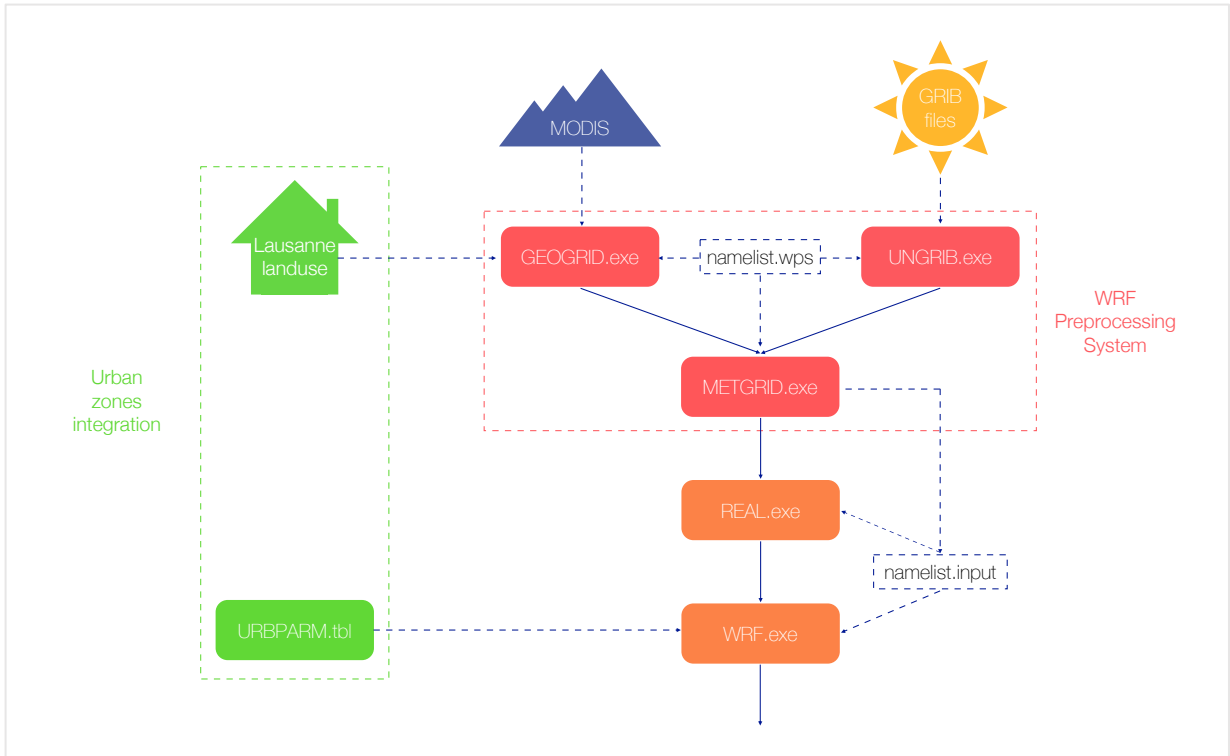 MODIS
GRIB
files
Lausanne
landuse
GEOGRID.exe
namelist.wps
UNGRIB.exe
WRF
Preprocessing
System
METGRID.exe
Urban
zones
integration
REAL.exe
namelist.input
URBPARM.tbl
WRF.exe